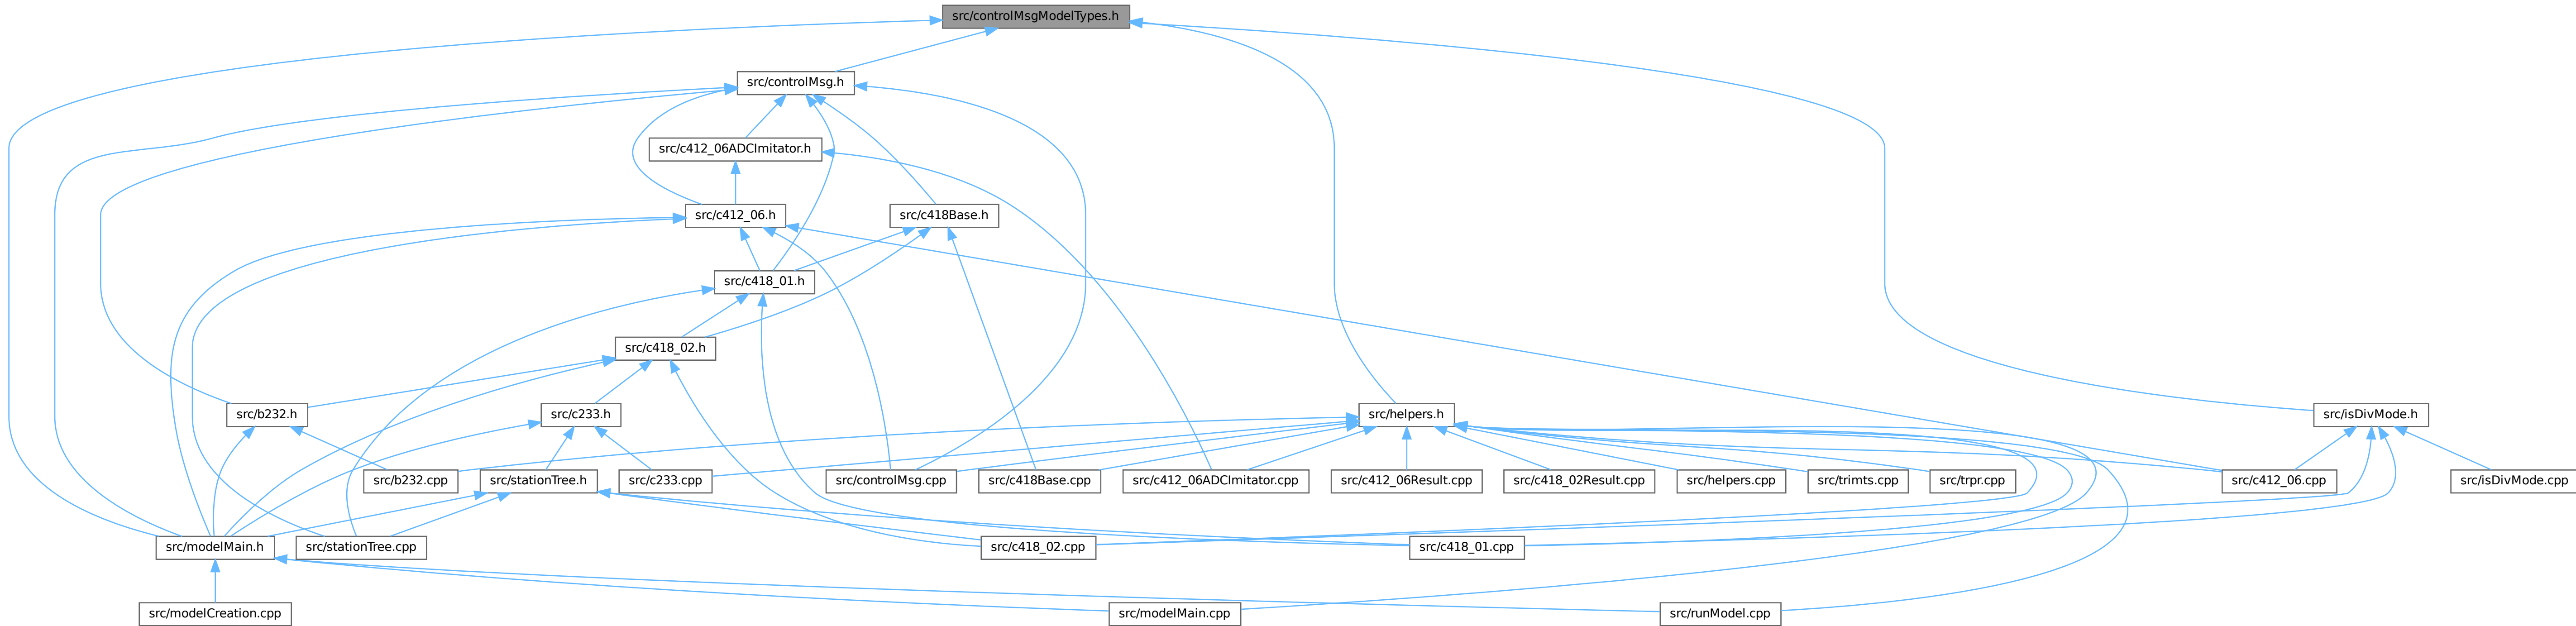 src/controlMsgModelTypes.h
src/controlMsg.h
src/c412_06ADCImitator.h
src/c412_06.h
src/c418Base.h
src/c418_01.h
src/c418_02.h
src/b232.h
src/c233.h
src/helpers.h
src/isDivMode.h
src/b232.cpp
src/stationTree.h
src/c233.cpp
src/controlMsg.cpp
src/c418Base.cpp
src/c412_06ADCImitator.cpp
src/c412_06Result.cpp
src/c418_02Result.cpp
src/helpers.cpp
src/trimts.cpp
src/trpr.cpp
src/c412_06.cpp
src/isDivMode.cpp
src/modelMain.h
src/stationTree.cpp
src/c418_02.cpp
src/c418_01.cpp
src/modelCreation.cpp
src/modelMain.cpp
src/runModel.cpp